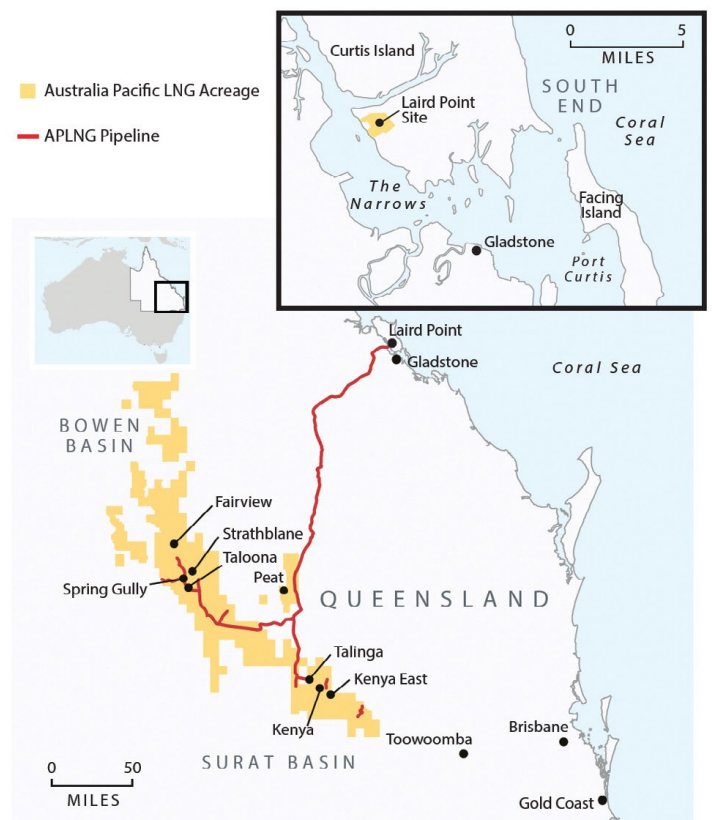 Australia Pacific LNG Acreage
APLNG Pipeline
0 5
MILES
Curtis Island
SOUTH
END
Coral
Sea
Laird Point
Site
The
Narrows
Facing
Island
Gladstone
Port
Curtis
Laird Point
Gladstone
Coral Sea
BOWEN
BASIN
Fairview
Strathblane
Taloona
Peat
Spring Gully
QUEENSLAND
Talinga
Kenya East
Kenya
Toowoomba
Brisbane
SURAT BASIN
0 50
MILES
Gold Coast